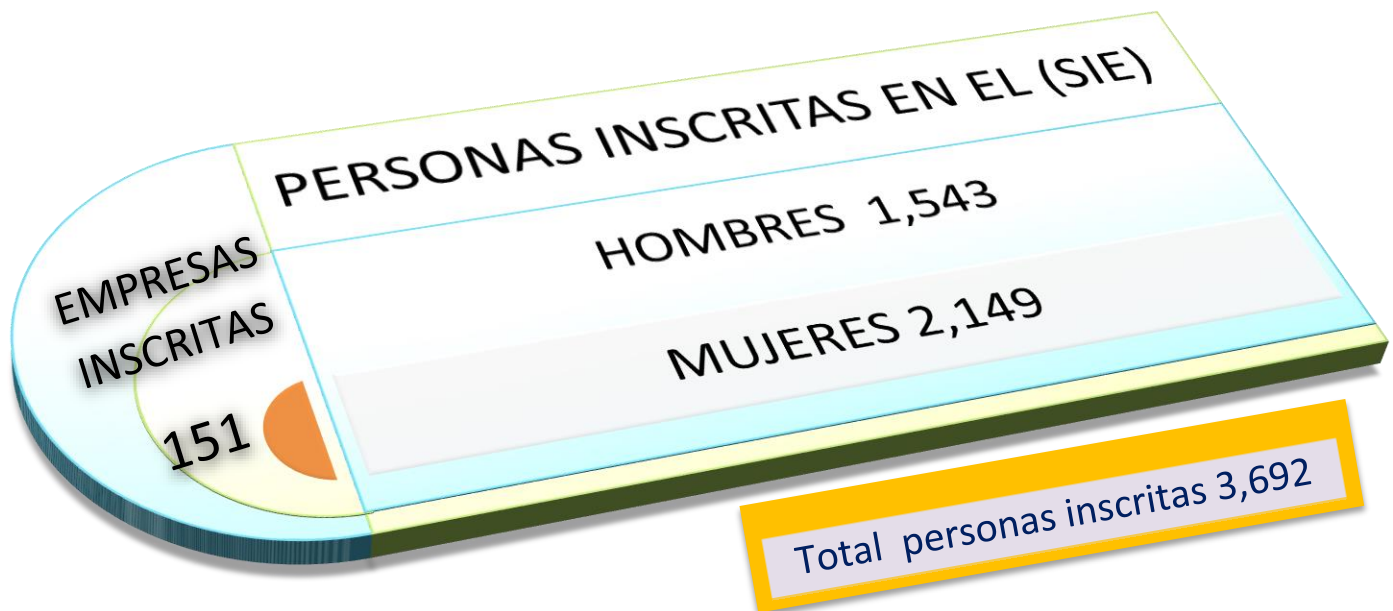 PERSONAS INSCRITAS EN EL (SIE)
HOMBRES 1,543
MUJERES 2,149
EMPRESAS
INSCRITAS
151
Total personas inscritas 3,692